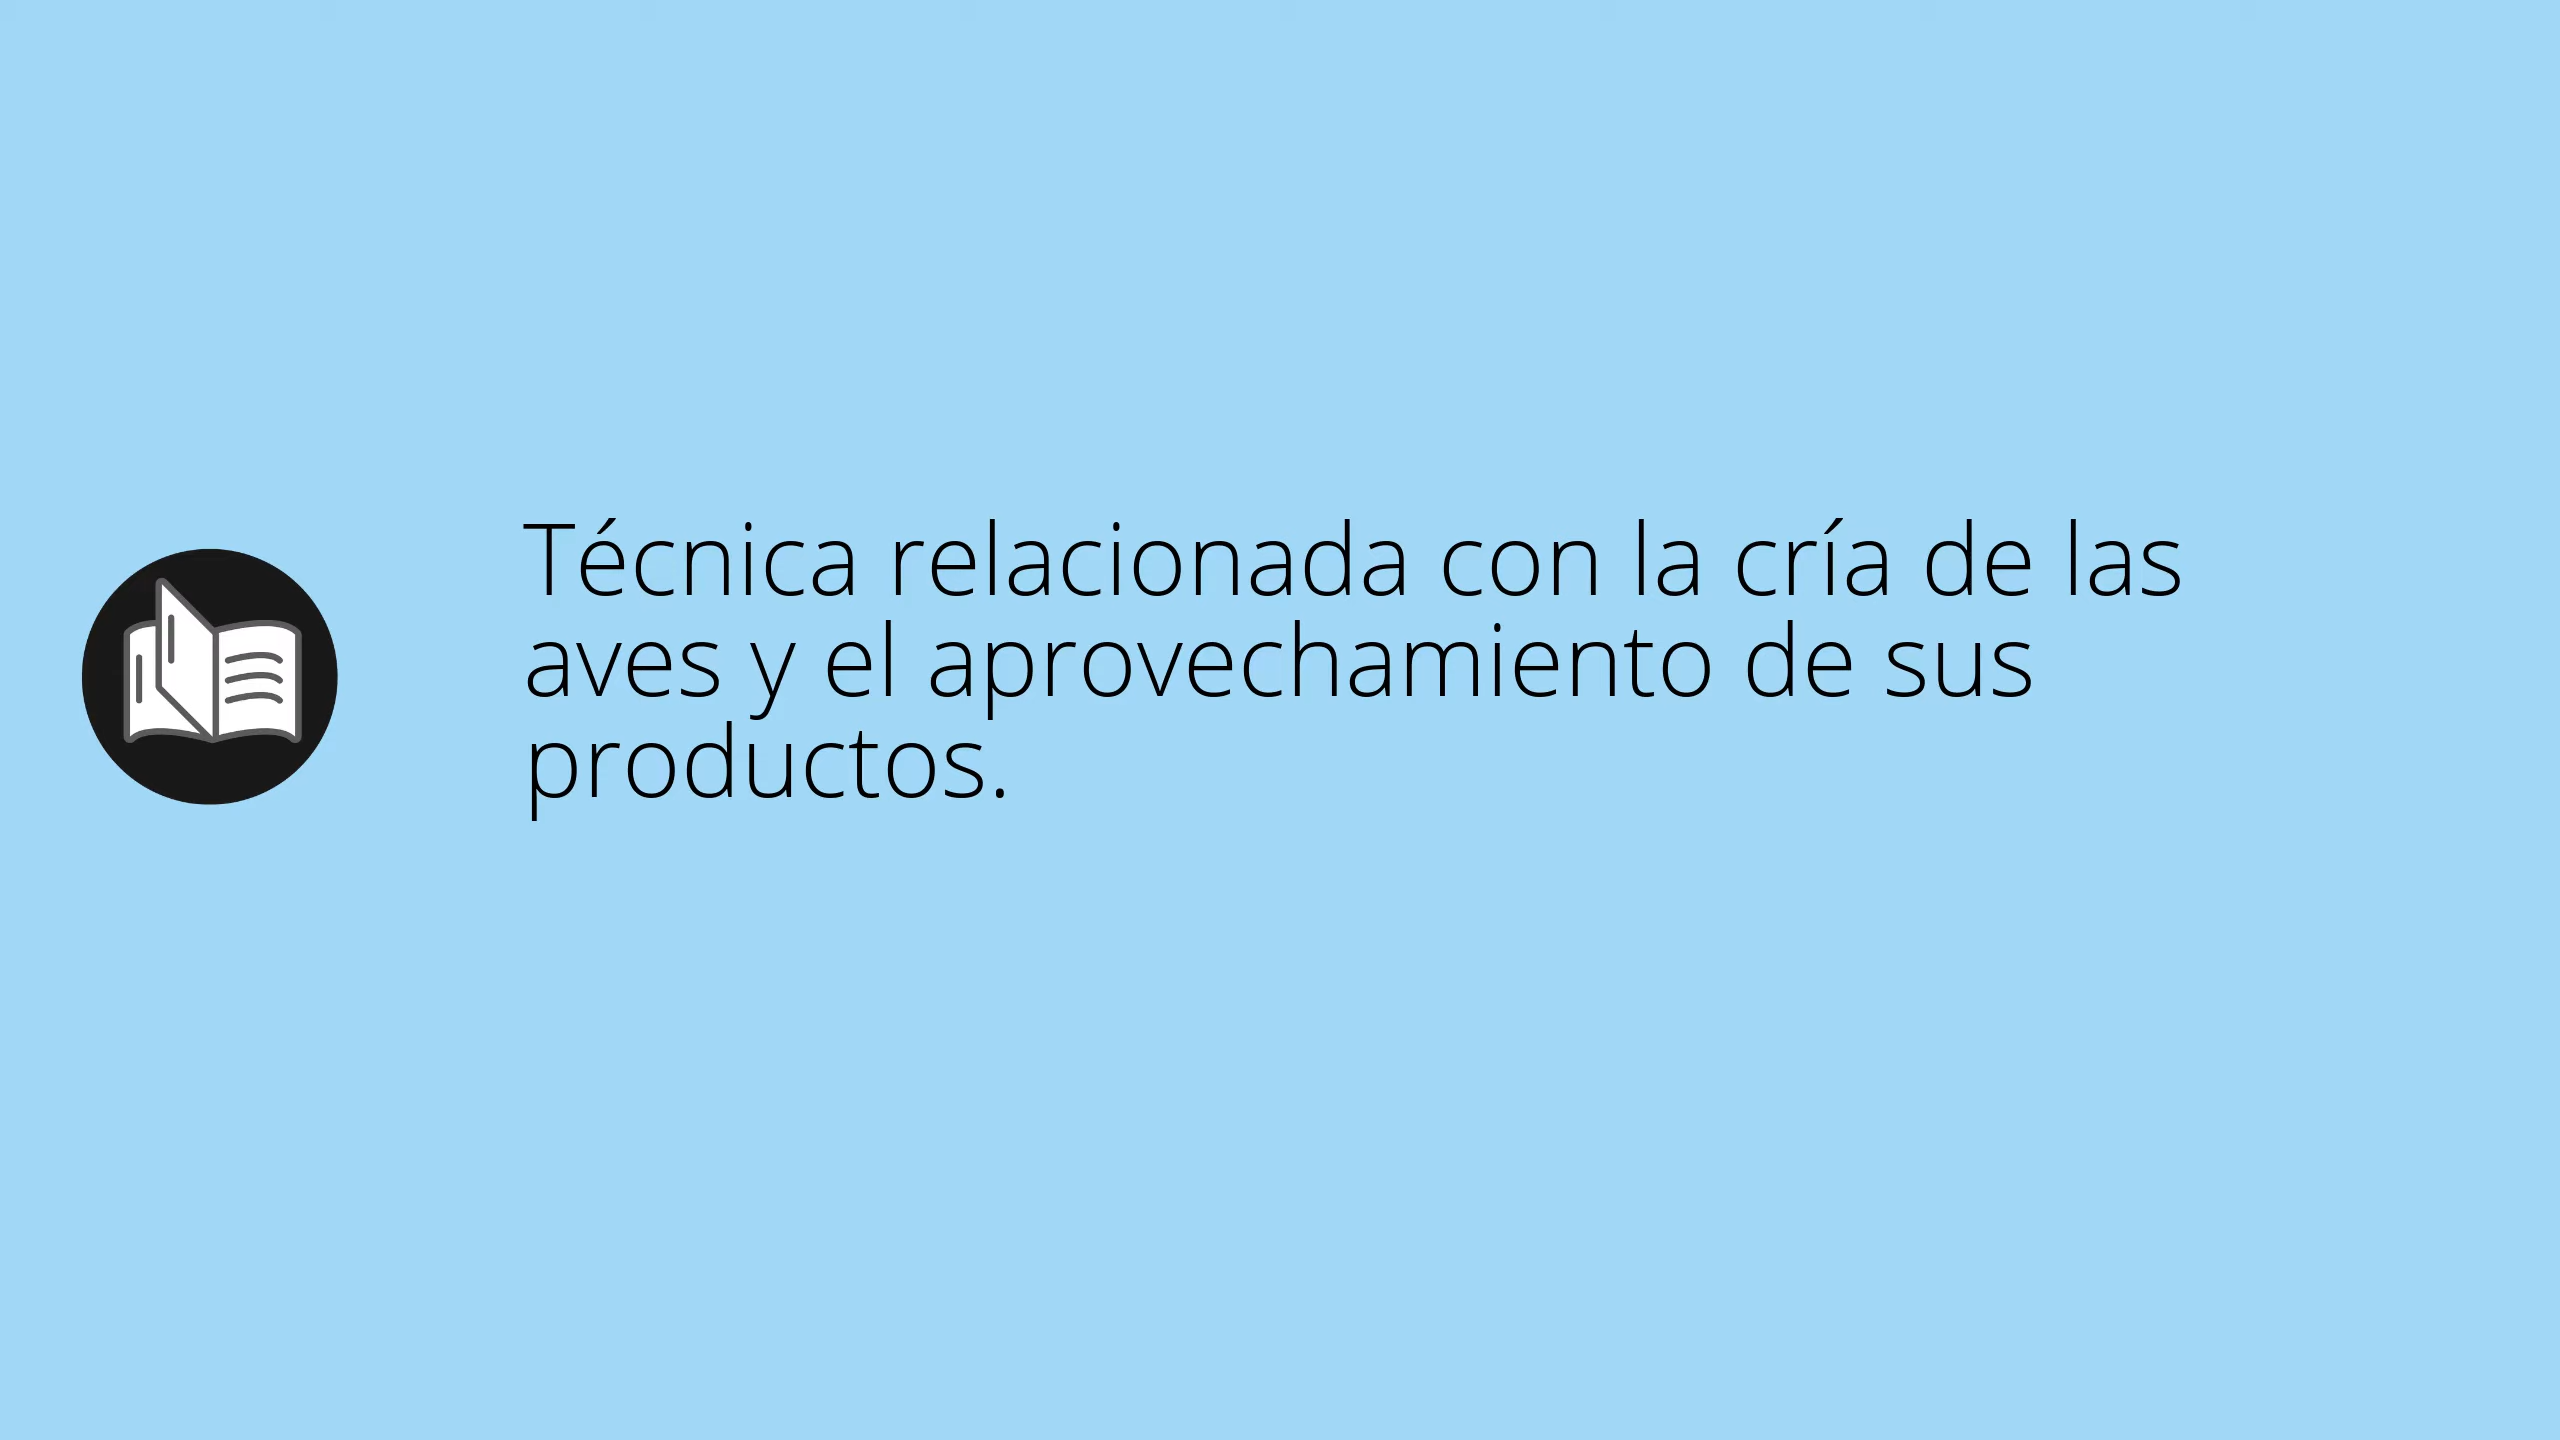 Técnica relacionada con la cría de las
aves y el aprovechamiento de sus
productos.